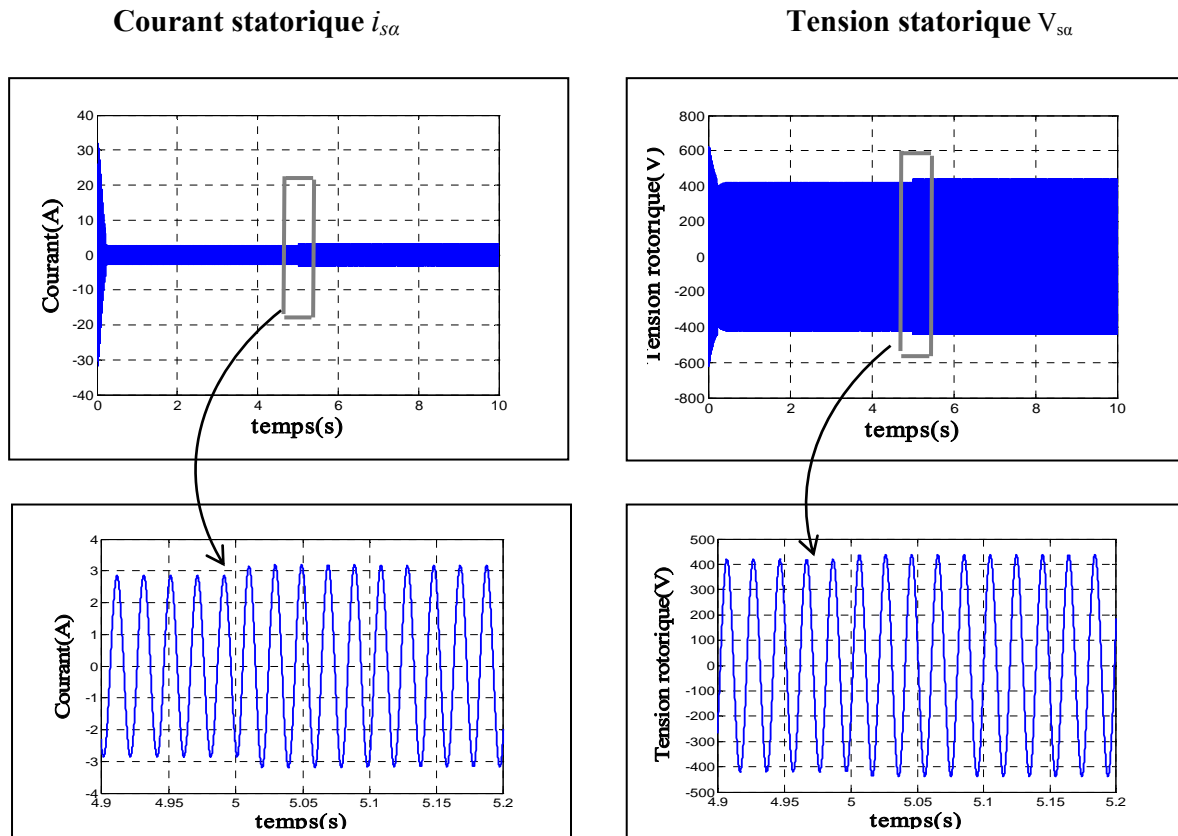 Courant statorique isα
Tension statorique Vsα
40
30
20
10
0
-10
-20
-30
-40
0 2 4 6 8 10
Courant(A)
temps(s)
800
600
400
200
0
-200
-400
-600
-800
0 2 4 6 8 10
Tension rotorique(V)
temps(s)
4
3
2
1
0
-1
-2
-3
-4
4.9 4.95 5 5.05 5.1 5.15 5.2
Courant(A)
temps(s)
500
400
300
200
100
0
-100
-200
-300
-400
-500
4.9 4.95 5 5.05 5.1 5.15 5.2
Tension rotorique(V)
temps(s)